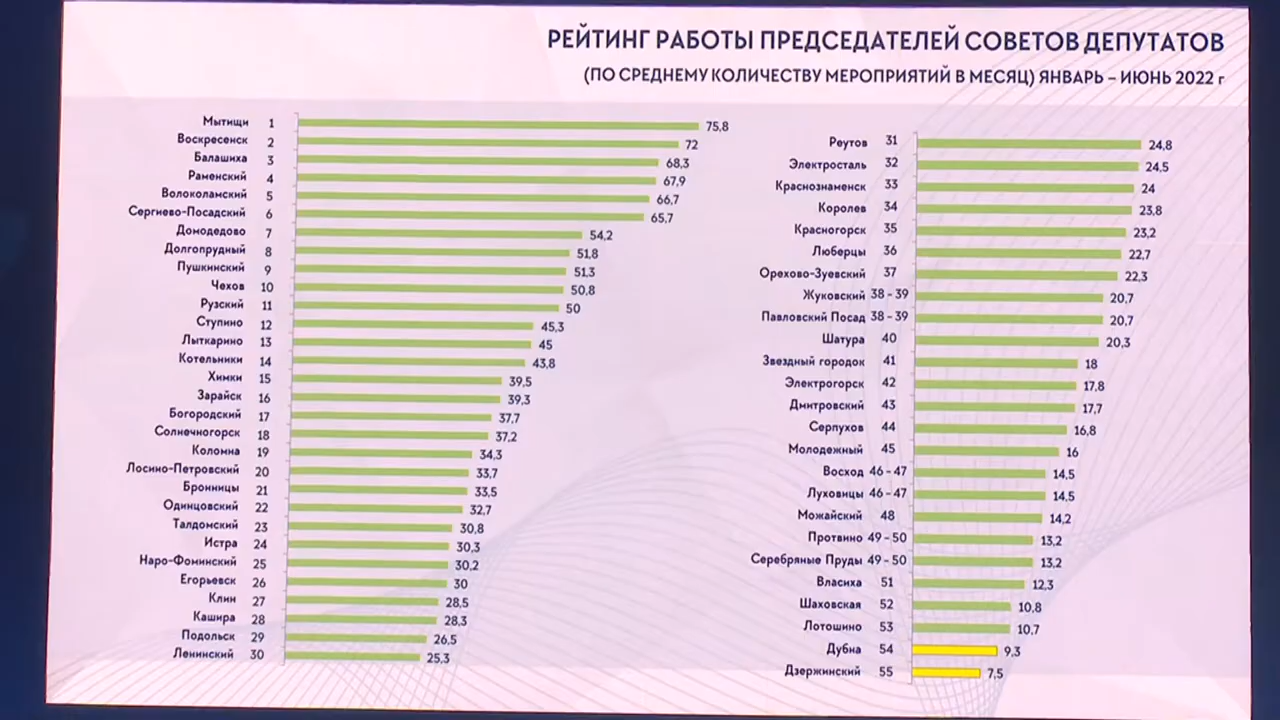 РЕЙТИНГ РАБОТЫ ПРЕДСЕДАТЕЛЕЙ СОВЕТОВ ДЕПУТАТОВ
(ПО СРЕДНЕМУ КОЛИЧЕСТВУ МЕРОПРИЯТИЙ В МЕСЯЦ) ЯНВАРЬ – ИЮНЬ 2022 г
Мытищи 1 75,8
Воскресенск 2 72
Балашиха 3 68,3
Раменский 4 67,9
Волоколамский 5 66,7
Сергиево-Посадский 6 65,7
Домодедово 7 54,2
Долгопрудный 8 51,8
Пушкинский 9 51,3
Чехов 10 50,8
Рузский 11 50
Ступино 12 45,3
Лыткарино 13 45
Котельники 14 43,8
Химки 15 39,5
Зарайск 16 39,3
Богородский 17 37,7
Солнечногорск 18 37,2
Коломна 19 34,3
Лосино-Петровский 20 33,7
Бронницы 21 33,5
Одинцовский 22 32,7
Талдомский 23 30,8
Истра 24 30,3
Наро-Фоминский 25 30,2
Егорьевск 26 30
Клин 27 28,5
Кашира 28 28,3
Подольск 29 26,5
Ленинский 30 25,3
Реутов 31 24,8
Электросталь 32 24,5
Краснознаменск 33 24
Королев 34 23,8
Красногорск 35 23,2
Люберцы 36 22,7
Орехово-Зуевский 37 22,3
Жуковский 38 - 39 20,7
Павловский Посад 38 - 39 20,7
Шатура 40 20,3
Звездный городок 41 18
Электрогорск 42 17,8
Дмитровский 43 17,7
Серпухов 44 16,8
Молодежный 45 16
Восход 46 - 47 14,5
Луховицы 46 - 47 14,5
Можайский 48 14,2
Протвино 49 - 50 13,2
Серебряные Пруды 49 - 50 13,2
Власиха 51 12,3
Шаховская 52 10,8
Лотошино 53 10,7
Дубна 54 9,3
Дзержинский 55 7,5